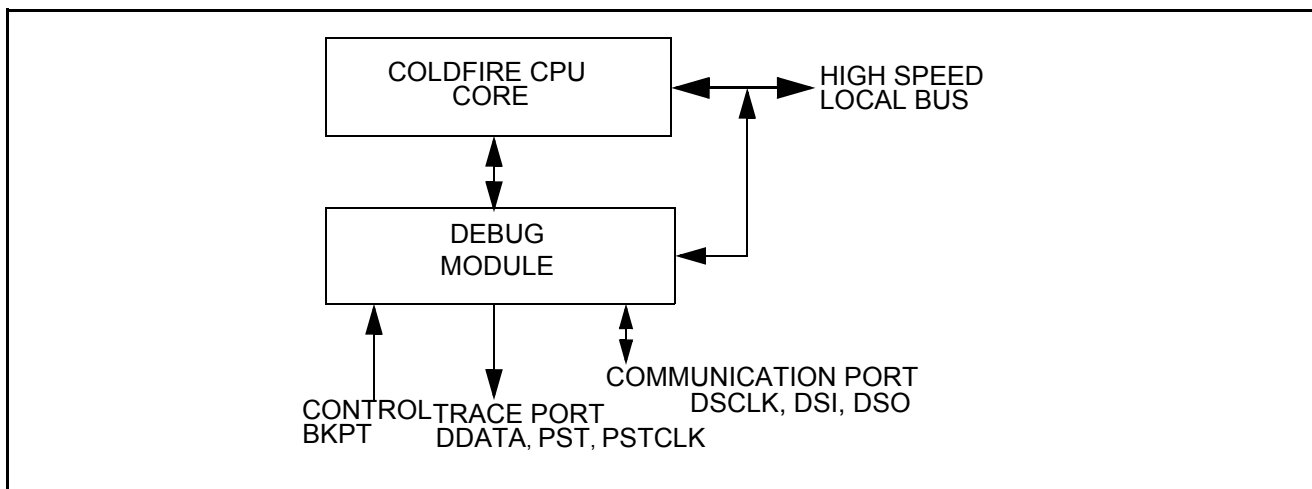 COLDFIRE CPU
CORE
HIGH SPEED
LOCAL BUS
DEBUG
MODULE
COMMUNICATION PORT
DSCLK, DSI, DSO
CONTROL
BKPT
TRACE PORT
DDATA, PST, PSTCLK